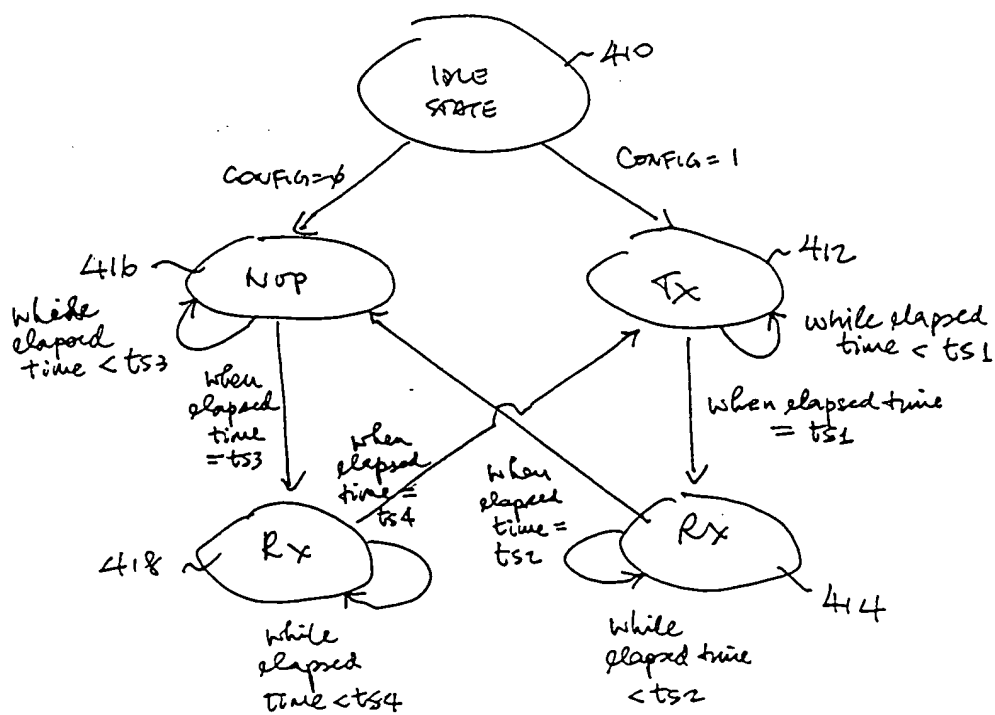 IDLE
STATE
410
CONFIG=φ
CONFIG=1
416
NOP
412
Tx
while
elapsed
time < ts3
while elapsed
time < ts1
when
elapsed
time
=ts3
when elapsed time
= ts1
when
elapsed
time =
ts4
when
elapsed
time =
ts2
418
Rx
Rx
414
while
elapsed
time < ts4
while
elapsed time
< ts2